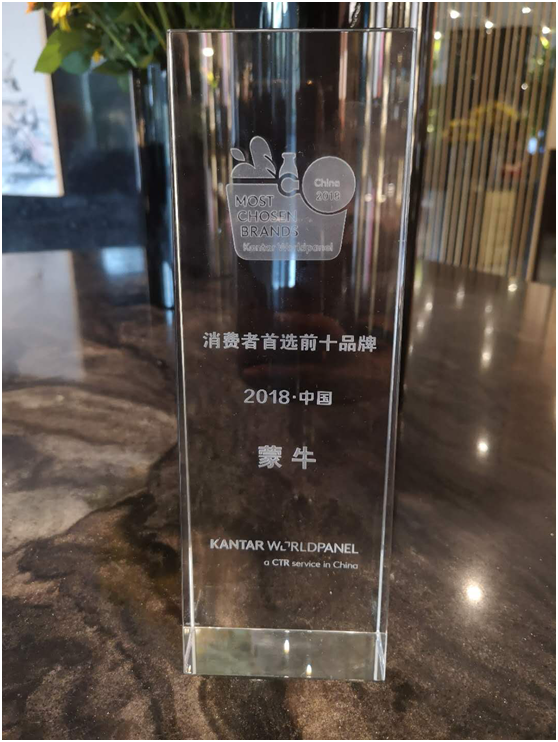 China
2018
MOST
CHOSEN
BRANDS
Kantar Worldpanel
消费者首选前十品牌
2018·中国
蒙牛
KANTAR WORLDPANEL
a CTR service in China